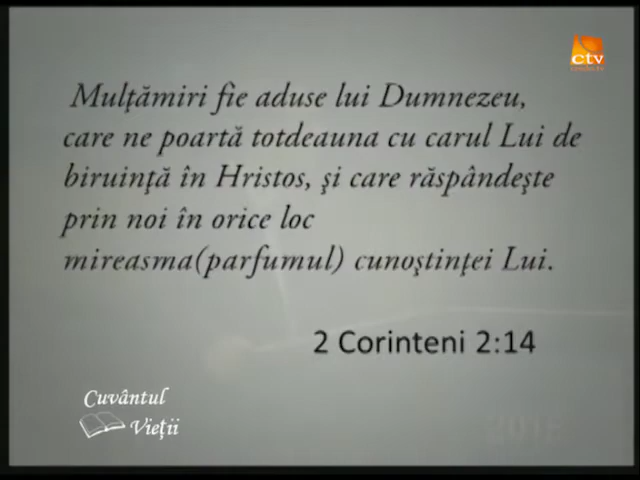 ctv
Mulţămiri fie aduse lui Dumnezeu,
care ne poartă totdeauna cu carul Lui de
biruinţă în Hristos, şi care răspândeşte
prin noi în orice loc
mireasma(parfumul) cunoştinţei Lui.
2 Corinteni 2:14
Cuvântul
Vieții